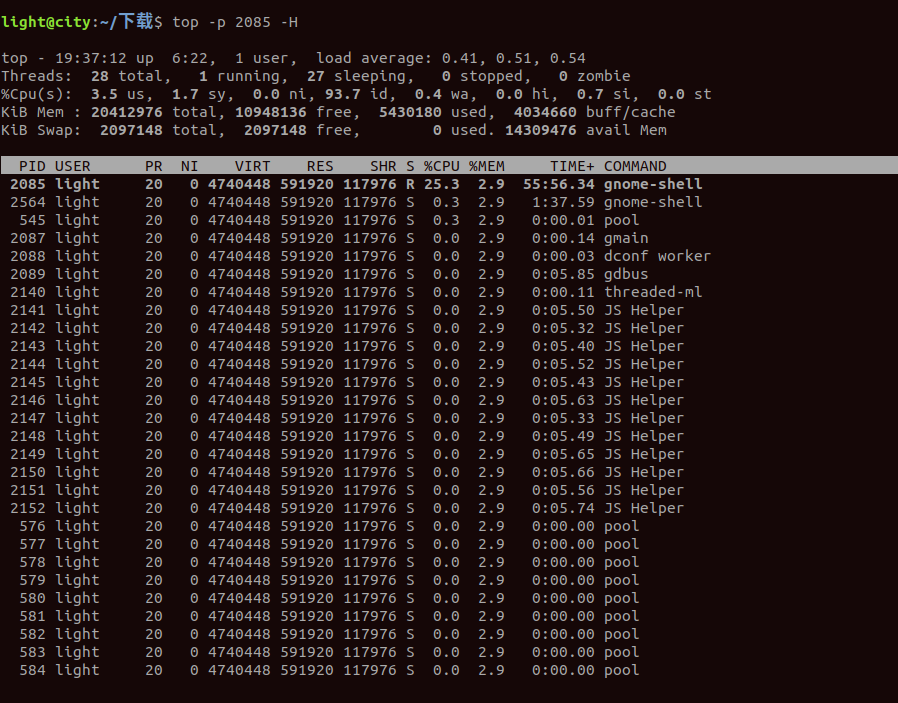 light@city:~/下载$ top -p 2085 -H
top - 19:37:12 up  6:22,  1 user,  load average: 0.41, 0.51, 0.54
Threads:  28 total,   1 running,  27 sleeping,   0 stopped,   0 zombie
%Cpu(s):  3.5 us,  1.7 sy,  0.0 ni, 93.7 id,  0.4 wa,  0.0 hi,  0.7 si,  0.0 st
KiB Mem : 20412976 total, 10948136 free,  5430180 used,  4034660 buff/cache
KiB Swap:  2097148 total,  2097148 free,        0 used. 14309476 avail Mem
  PID USER      PR  NI    VIRT    RES    SHR S %CPU %MEM     TIME+ COMMAND
 2085 light     20   0 4740448 591920 117976 R 25.3  2.9  55:56.34 gnome-shell
 2564 light     20   0 4740448 591920 117976 S  0.3  2.9   1:37.59 gnome-shell
  545 light     20   0 4740448 591920 117976 S  0.3  2.9   0:00.01 pool
 2087 light     20   0 4740448 591920 117976 S  0.0  2.9   0:00.14 gmain
 2088 light     20   0 4740448 591920 117976 S  0.0  2.9   0:00.03 dconf worker
 2089 light     20   0 4740448 591920 117976 S  0.0  2.9   0:05.85 gdbus
 2140 light     20   0 4740448 591920 117976 S  0.0  2.9   0:00.11 threaded-ml
 2141 light     20   0 4740448 591920 117976 S  0.0  2.9   0:05.50 JS Helper
 2142 light     20   0 4740448 591920 117976 S  0.0  2.9   0:05.32 JS Helper
 2143 light     20   0 4740448 591920 117976 S  0.0  2.9   0:05.40 JS Helper
 2144 light     20   0 4740448 591920 117976 S  0.0  2.9   0:05.52 JS Helper
 2145 light     20   0 4740448 591920 117976 S  0.0  2.9   0:05.43 JS Helper
 2146 light     20   0 4740448 591920 117976 S  0.0  2.9   0:05.63 JS Helper
 2147 light     20   0 4740448 591920 117976 S  0.0  2.9   0:05.33 JS Helper
 2148 light     20   0 4740448 591920 117976 S  0.0  2.9   0:05.49 JS Helper
 2149 light     20   0 4740448 591920 117976 S  0.0  2.9   0:05.65 JS Helper
 2150 light     20   0 4740448 591920 117976 S  0.0  2.9   0:05.66 JS Helper
 2151 light     20   0 4740448 591920 117976 S  0.0  2.9   0:05.56 JS Helper
 2152 light     20   0 4740448 591920 117976 S  0.0  2.9   0:05.74 JS Helper
  576 light     20   0 4740448 591920 117976 S  0.0  2.9   0:00.00 pool
  577 light     20   0 4740448 591920 117976 S  0.0  2.9   0:00.00 pool
  578 light     20   0 4740448 591920 117976 S  0.0  2.9   0:00.00 pool
  579 light     20   0 4740448 591920 117976 S  0.0  2.9   0:00.00 pool
  580 light     20   0 4740448 591920 117976 S  0.0  2.9   0:00.00 pool
  581 light     20   0 4740448 591920 117976 S  0.0  2.9   0:00.00 pool
  582 light     20   0 4740448 591920 117976 S  0.0  2.9   0:00.00 pool
  583 light     20   0 4740448 591920 117976 S  0.0  2.9   0:00.00 pool
  584 light     20   0 4740448 591920 117976 S  0.0  2.9   0:00.00 pool